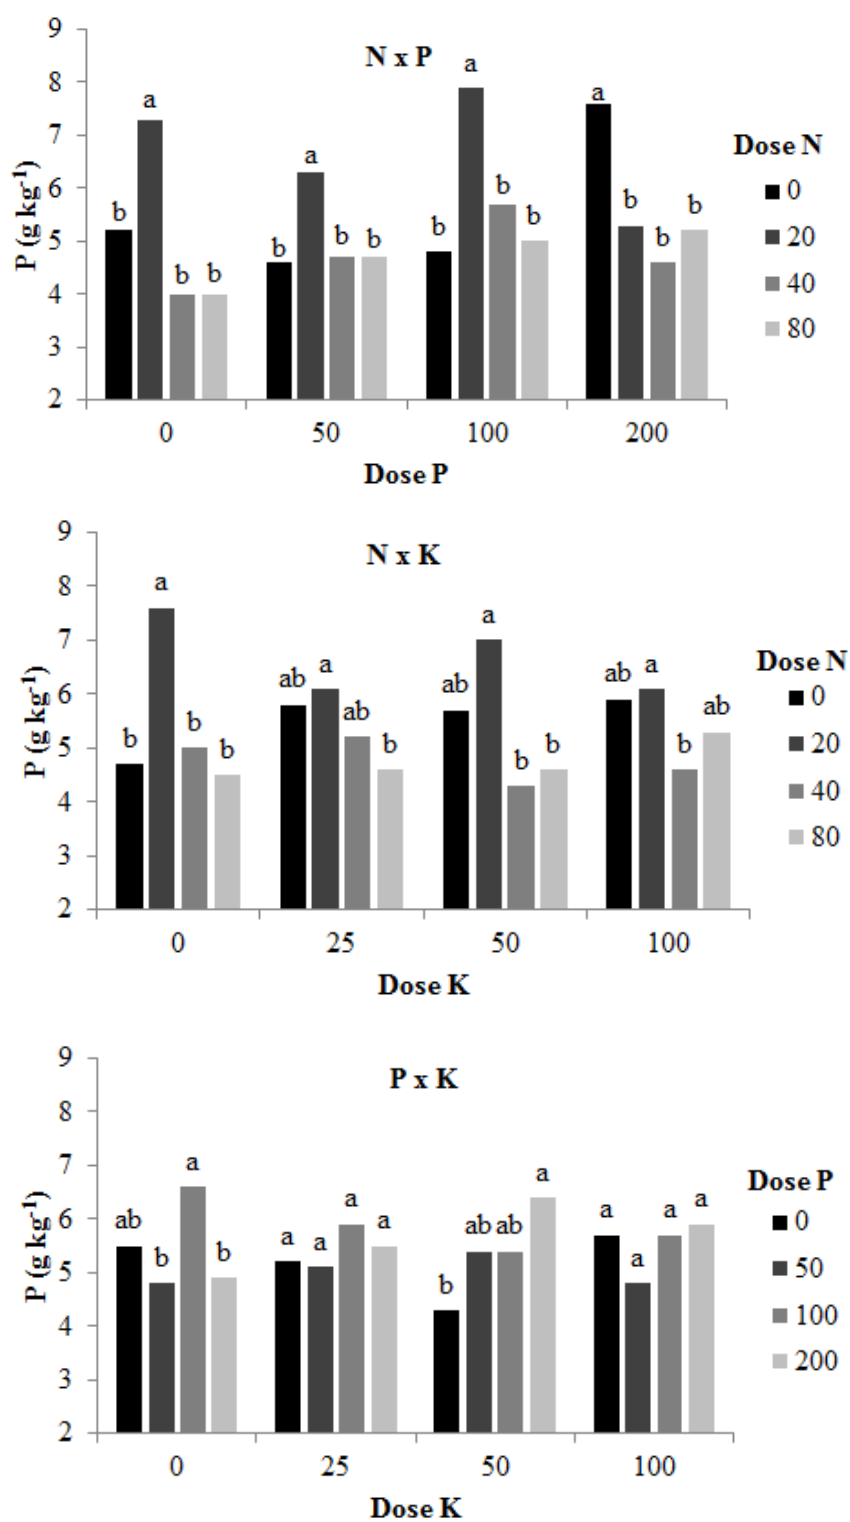 9
N x P
8
7
6
5
4
3
2
P (g kg-1)
b a b b
b a b b
b a b b
a b b b
0 50 100 200
Dose P
Dose N
0
20
40
80
9
N x K
8
7
6
5
4
3
2
P (g kg-1)
b a b b
ab a ab b
ab a b b
ab a b ab
0 25 50 100
Dose K
Dose N
0
20
40
80
9
P x K
8
7
6
5
4
3
2
P (g kg-1)
ab b a b
a a a a
b ab ab a
a a a a
0 25 50 100
Dose K
Dose P
0
50
100
200